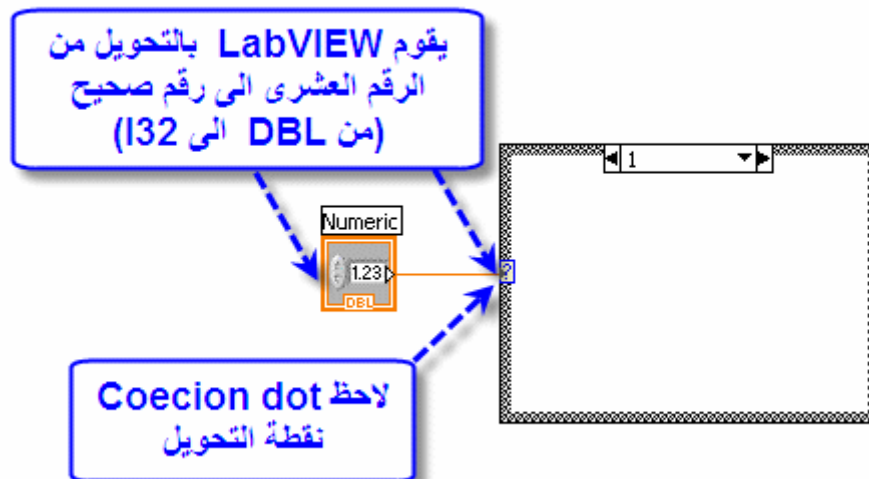 يقوم LabVIEW بالتحويل من
الرقم العشرى الى رقم صحيح
(من DBL الى I32)
1
Numeric
1.23
DBL
?
لاحظ Coecion dot
نقطة التحويل